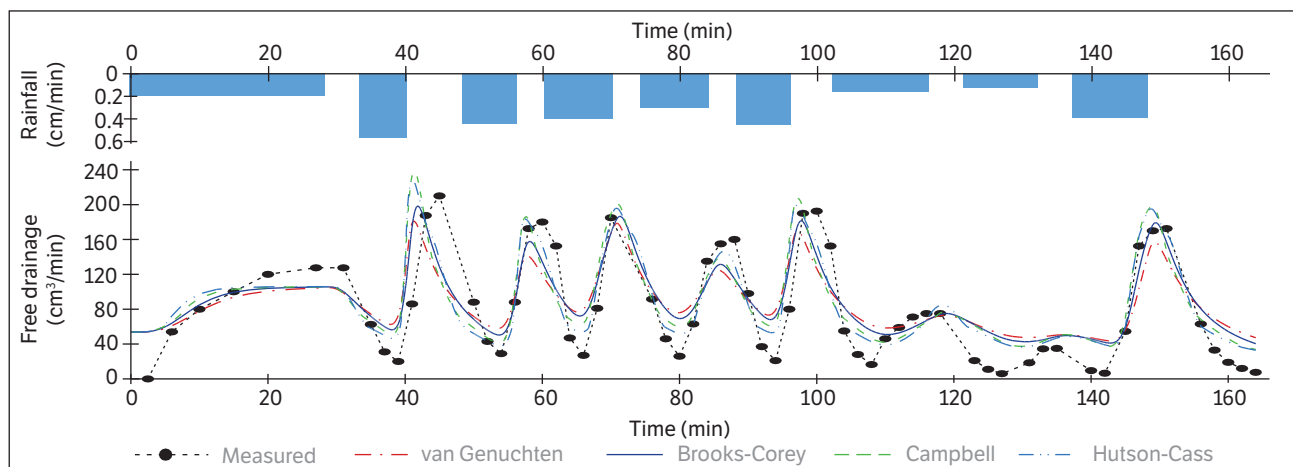 Time (min)
0 20 40 60 80 100 120 140 160
Rainfall
(cm/min)
0
0.2
0.4
0.6
Free drainage
(cm³/min)
240
200
160
120
80
40
0
0 20 40 60 80 100 120 140 160
Time (min)
Measured van Genuchten Brooks-Corey Campbell Hutson-Cass